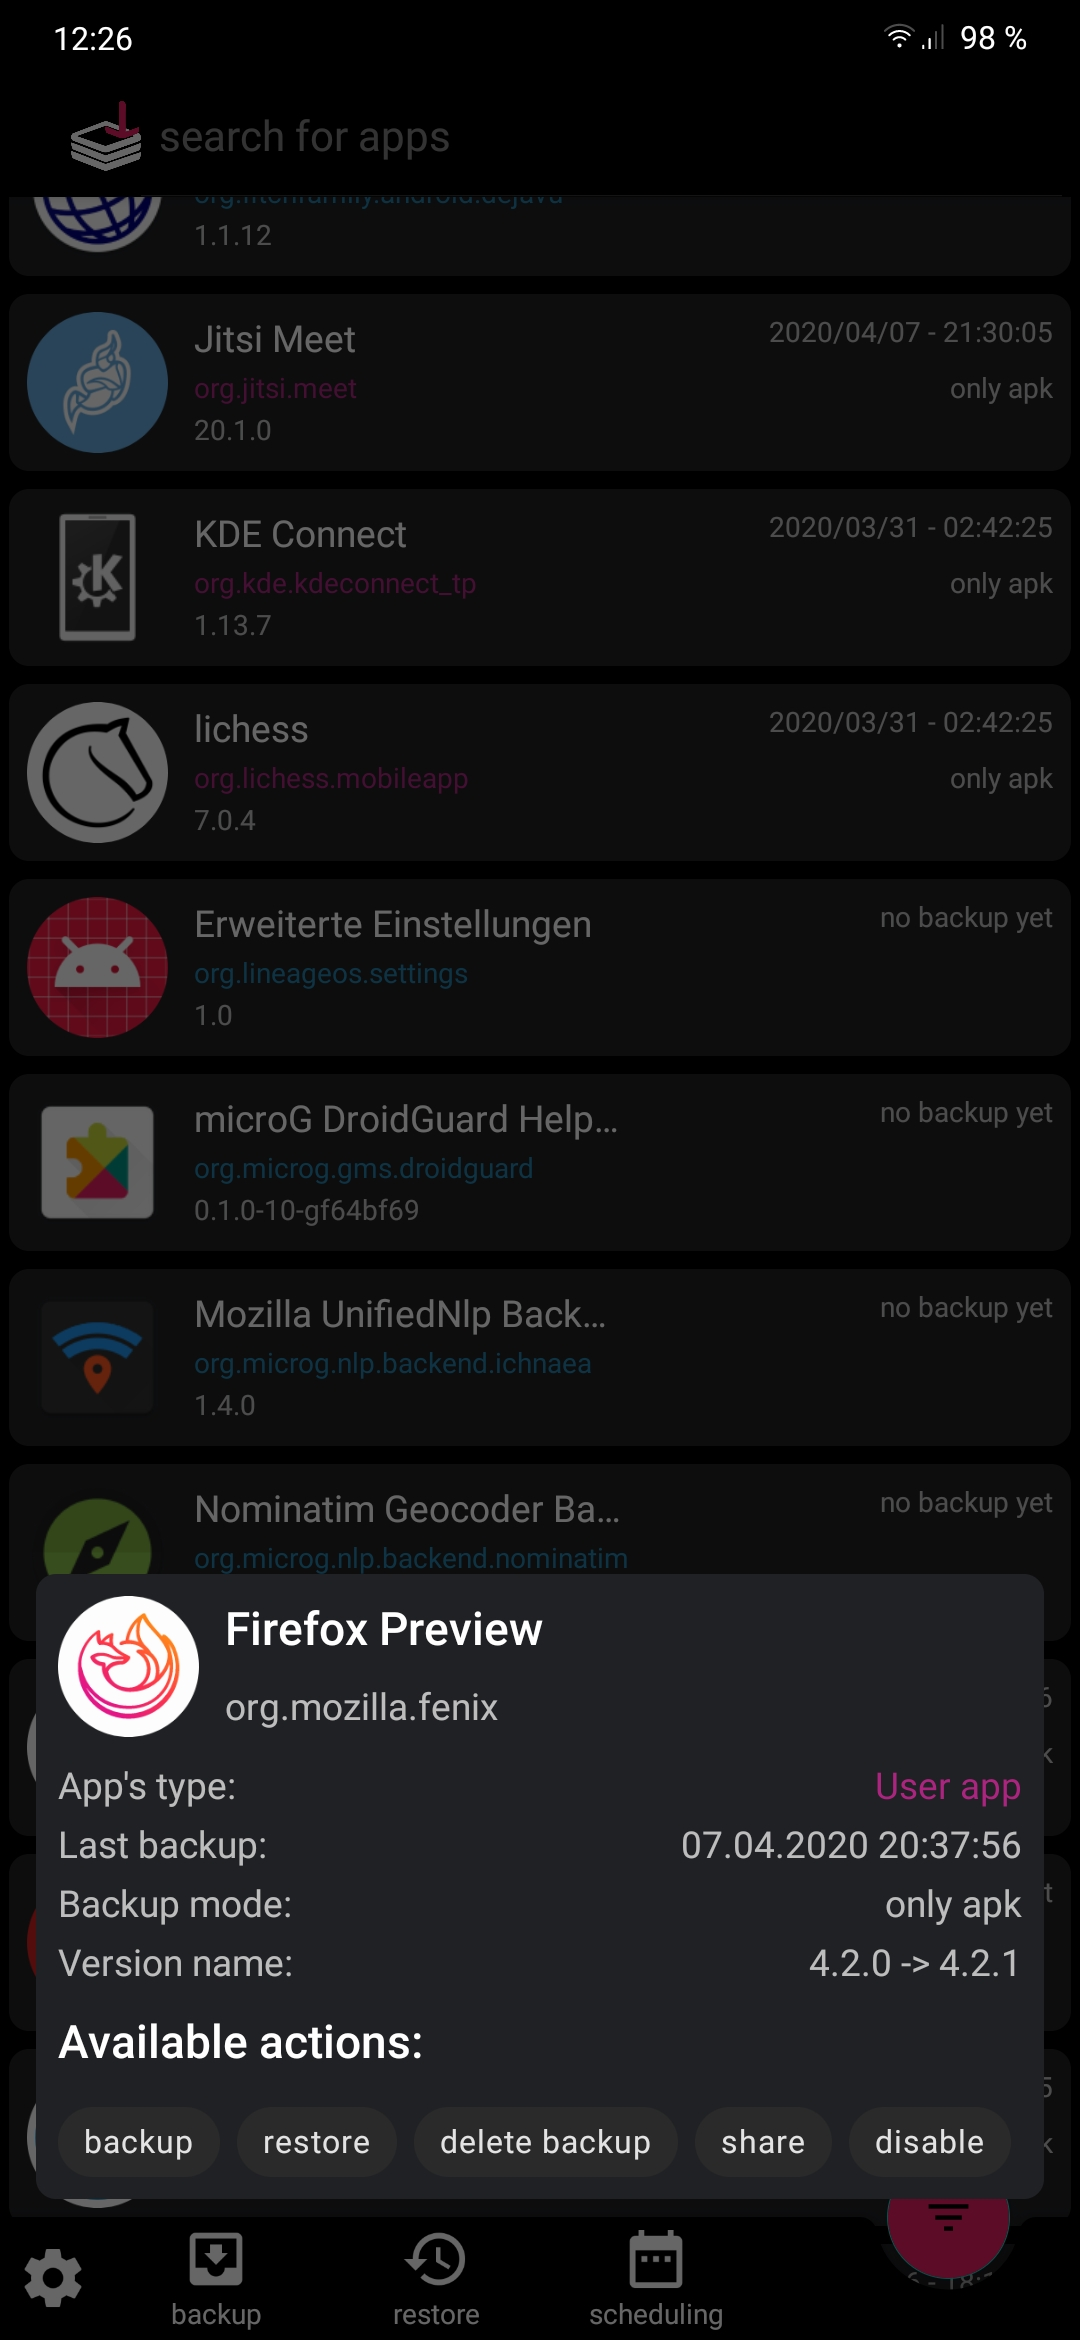 12:26
98 %
search for apps
org.fitchfamily.android.dejavu
1.1.12
Jitsi Meet
2020/04/07 - 21:30:05
org.jitsi.meet
only apk
20.1.0
KDE Connect
2020/03/31 - 02:42:25
org.kde.kdeconnect_tp
only apk
1.13.7
lichess
2020/03/31 - 02:42:25
org.lichess.mobileapp
only apk
7.0.4
Erweiterte Einstellungen
no backup yet
org.lineageos.settings
1.0
microG DroidGuard Help...
no backup yet
org.microg.gms.droidguard
0.1.0-10-gf64bf69
Mozilla UnifiedNlp Back...
no backup yet
org.microg.nlp.backend.ichnaea
1.4.0
Nominatim Geocoder Ba...
no backup yet
org.microg.nlp.backend.nominatim
Firefox Preview
org.mozilla.fenix
App's type:
User app
Last backup:
07.04.2020 20:37:56
Backup mode:
only apk
Version name:
4.2.0 -> 4.2.1
Available actions:
backup restore delete backup share disable
backup restore scheduling